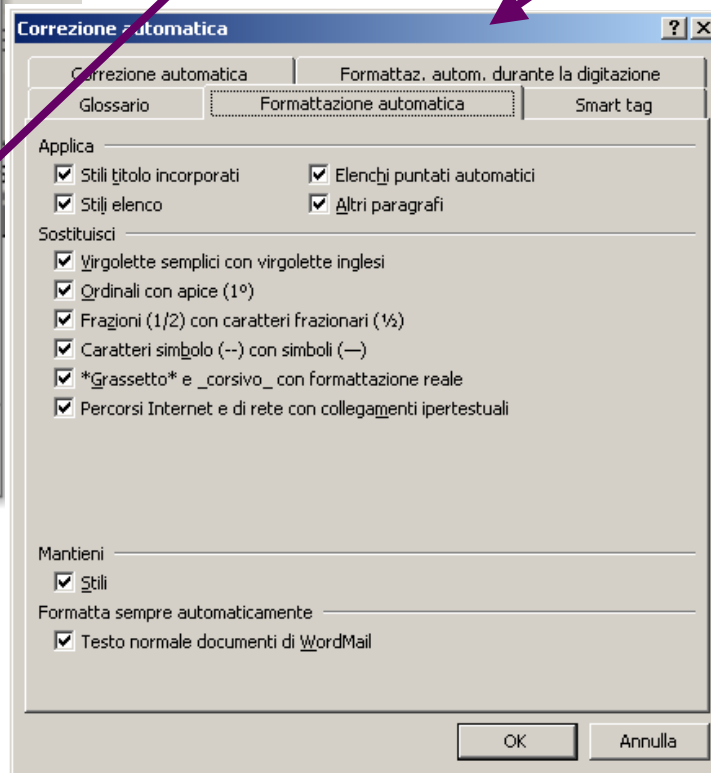 Correzione automatica
Correzione automatica Formattaz. autom. durante la digitazione
Glossario Formattazione automatica Smart tag
Applica
Stili titolo incorporati Elenchi puntati automatici
Stili elenco Altri paragrafi
Sostituisci
Virgolette semplici con virgolette inglesi
Ordinali con apice (1º)
Frazioni (1/2) con caratteri frazionari (½)
Caratteri simbolo (--) con simboli (—)
*Grassetto* e _corsivo_ con formattazione reale
Percorsi Internet e di rete con collegamenti ipertestuali
Mantieni
Stili
Formatta sempre automaticamente
Testo normale documenti di WordMail
OK Annulla